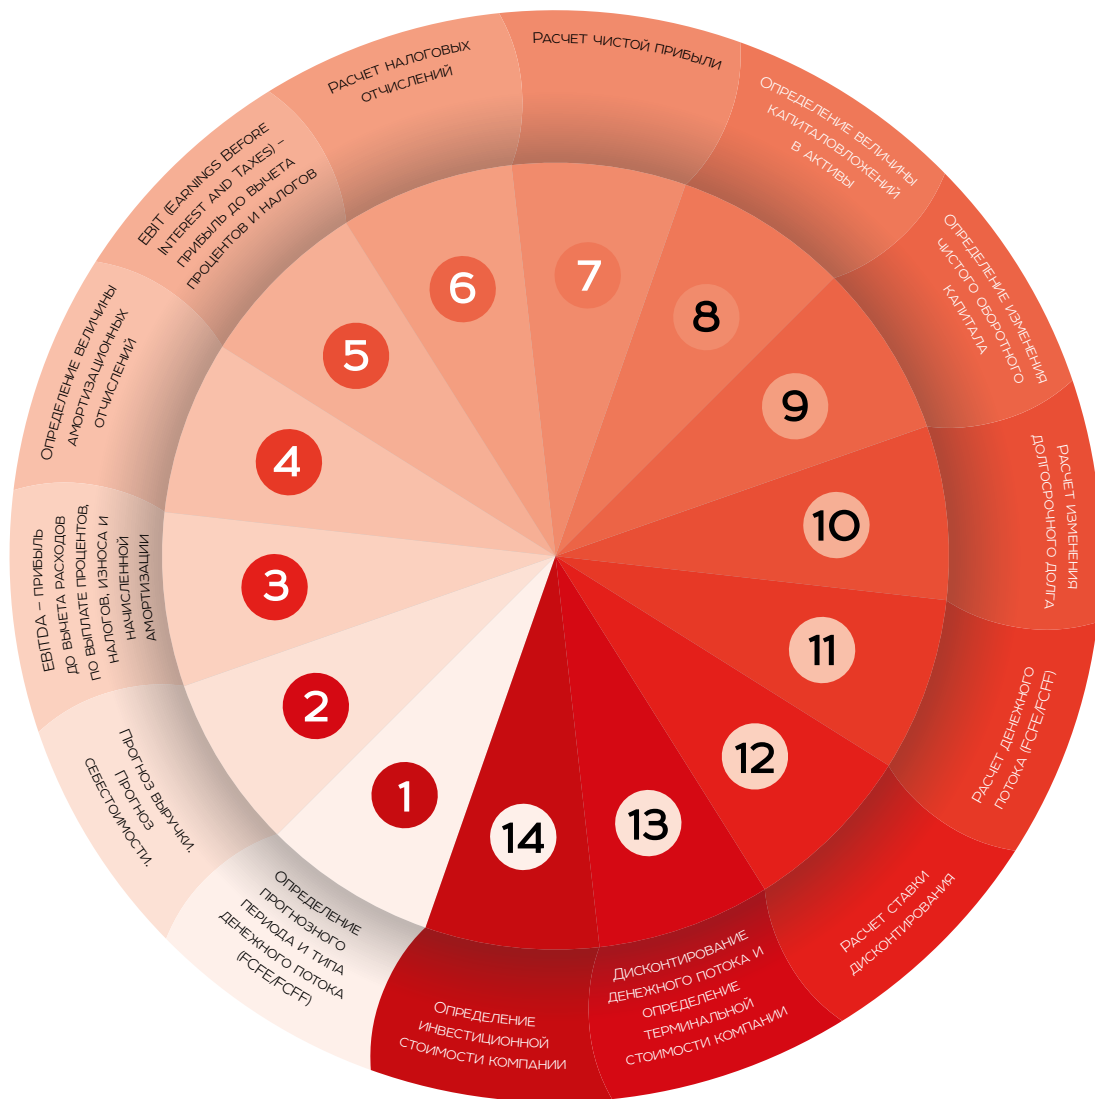 1
Определение
прогнозного
периода и типа
денежного потока
(FCFE/FCFF)
2
Прогноз выручки.
Прогноз
себестоимости.
3
EBITDA – прибыль
до вычета расходов
по выплате процентов,
налогов, износа и
начисленной
амортизации
4
Определение величины
амортизационных
отчислений
5
EBIT (Earnings Before
Interest and Taxes) –
прибыль до вычета
процентов и налогов
6
Расчет налоговых
отчислений
7
Расчет чистой прибыли
8
Определение величины
капиталовложений
в активы
9
Определение изменения
чистого оборотного
капитала
10
Расчет изменения
долгосрочного долга
11
Расчет денежного
потока (FCFE/FCFF)
12
Расчет ставки
дисконтирования
13
Дисконтирование
денежного потока и
определение
терминальной
стоимости компании
14
Определение
инвестиционной
стоимости компании